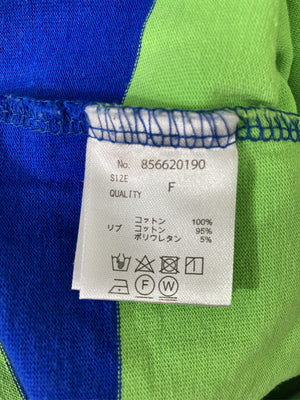 No. 856620190
SIZE F
QUALITY
コットン 100%
リブ コットン 95%
ポリウレタン 5%
F W